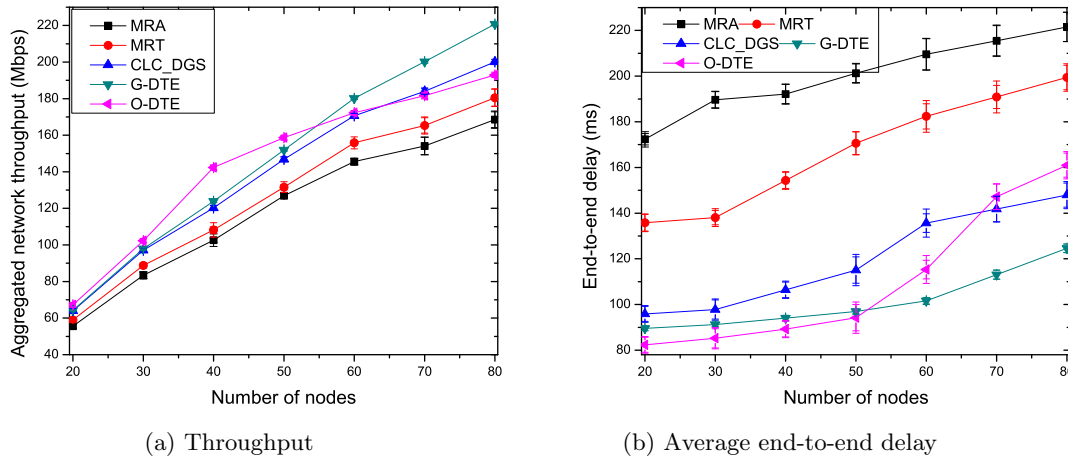 MRA
MRT
CLC_DGS
G-DTE
O-DTE
220
200
180
160
140
120
100
80
60
40
20 30 40 50 60 70 80
Aggregated network throughput (Mbps)
Number of nodes
(a) Throughput
MRA MRT
CLC_DGS G-DTE
O-DTE
220
200
180
160
140
120
100
80
20 30 40 50 60 70 80
End-to-end delay (ms)
Number of nodes
(b) Average end-to-end delay